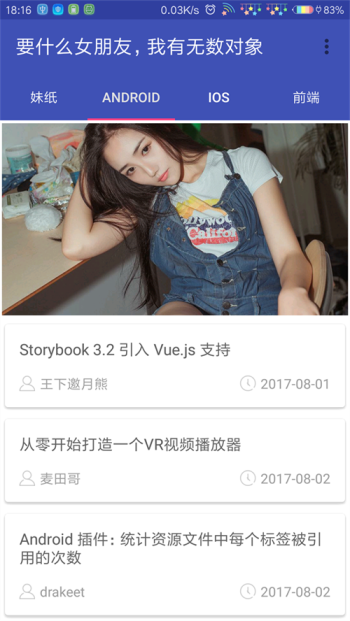 18:16
0.03K/s
83%
要什么女朋友，我有无数对象
妹纸
ANDROID
IOS
前端
Califor
Storybook 3.2 引入 Vue.js 支持
王下邀月熊
2017-08-01
从零开始打造一个VR视频播放器
麦田哥
2017-08-02
Android 插件：统计资源文件中每个标签被引
用的次数
drakeet
2017-08-02